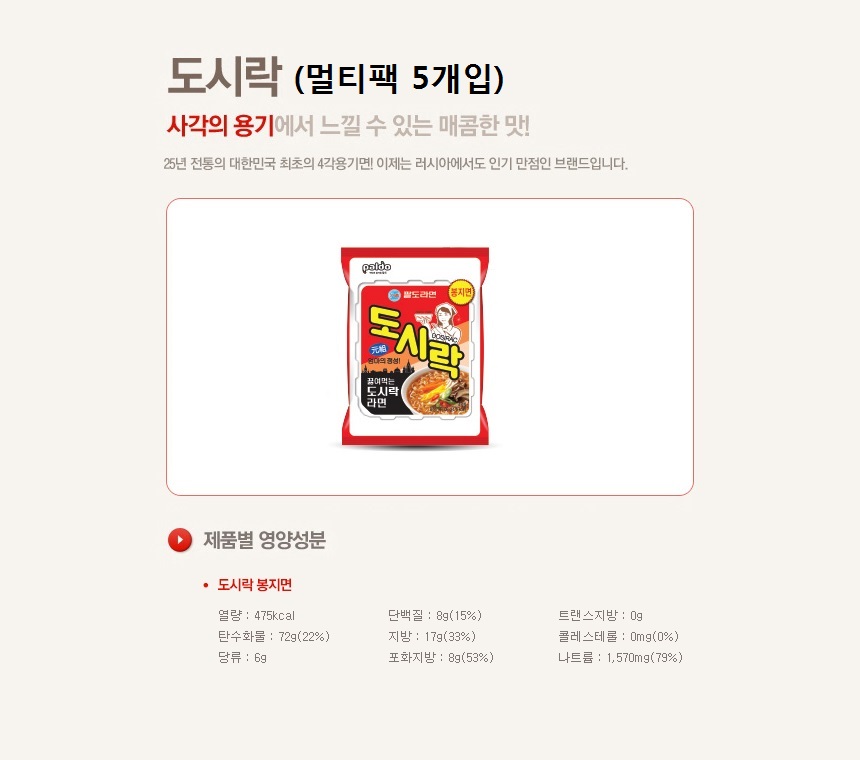 도시락 (멀티팩 5개입)
사각의 용기에서 느낄 수 있는 매콤한 맛!
25년 전통의 대한민국 최초의 4각용기면! 이제는 러시아에서도 인기 만점인 브랜드입니다.
paldo
팔도라면
봉지면
도시락
DOSIRAC
元祖
엄마의 정성!
끓여먹는
도시락
라면
제품별 영양성분
• 도시락 봉지면
열량 : 475kcal 단백질 : 8g(15%) 트랜스지방 : 0g
탄수화물 : 72g(22%) 지방 : 17g(33%) 콜레스테롤 : 0mg(0%)
당류 : 6g 포화지방 : 8g(53%) 나트륨 : 1,570mg(79%)